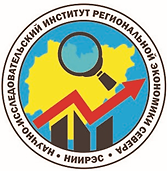 НАУЧНО-ИССЛЕДОВАТЕЛЬСКИЙ ИНСТИТУТ РЕГИОНАЛЬНОЙ ЭКОНОМИКИ СЕВЕРА
НИИРЭС